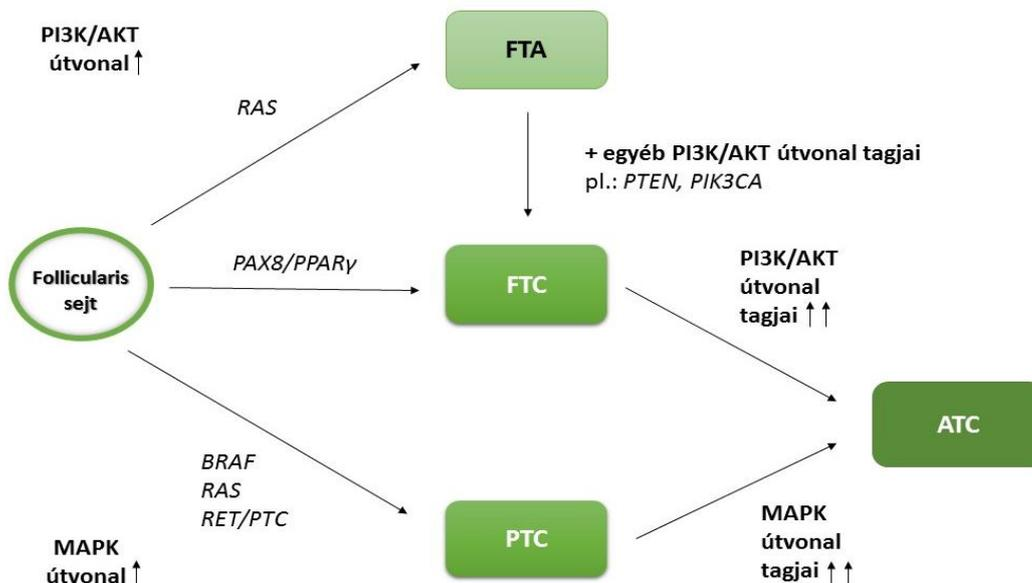 PI3K/AKT
útvonal ↑
FTA
RAS
+ egyéb PI3K/AKT útvonal tagjai
pl.: PTEN, PIK3CA
Follicularis
sejt
PAX8/PPARγ
FTC
PI3K/AKT
útvonal
tagjai ↑ ↑
ATC
BRAF
RAS
RET/PTC
PTC
MAPK
útvonal ↑
MAPK
útvonal
tagjai ↑ ↑